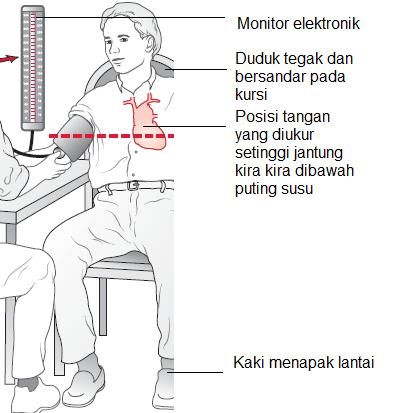 Monitor elektronik
Duduk tegak dan
bersandar pada
kursi
Posisi tangan
yang diukur
setinggi jantung
kira kira dibawah
puting susu
Kaki menapak lantai